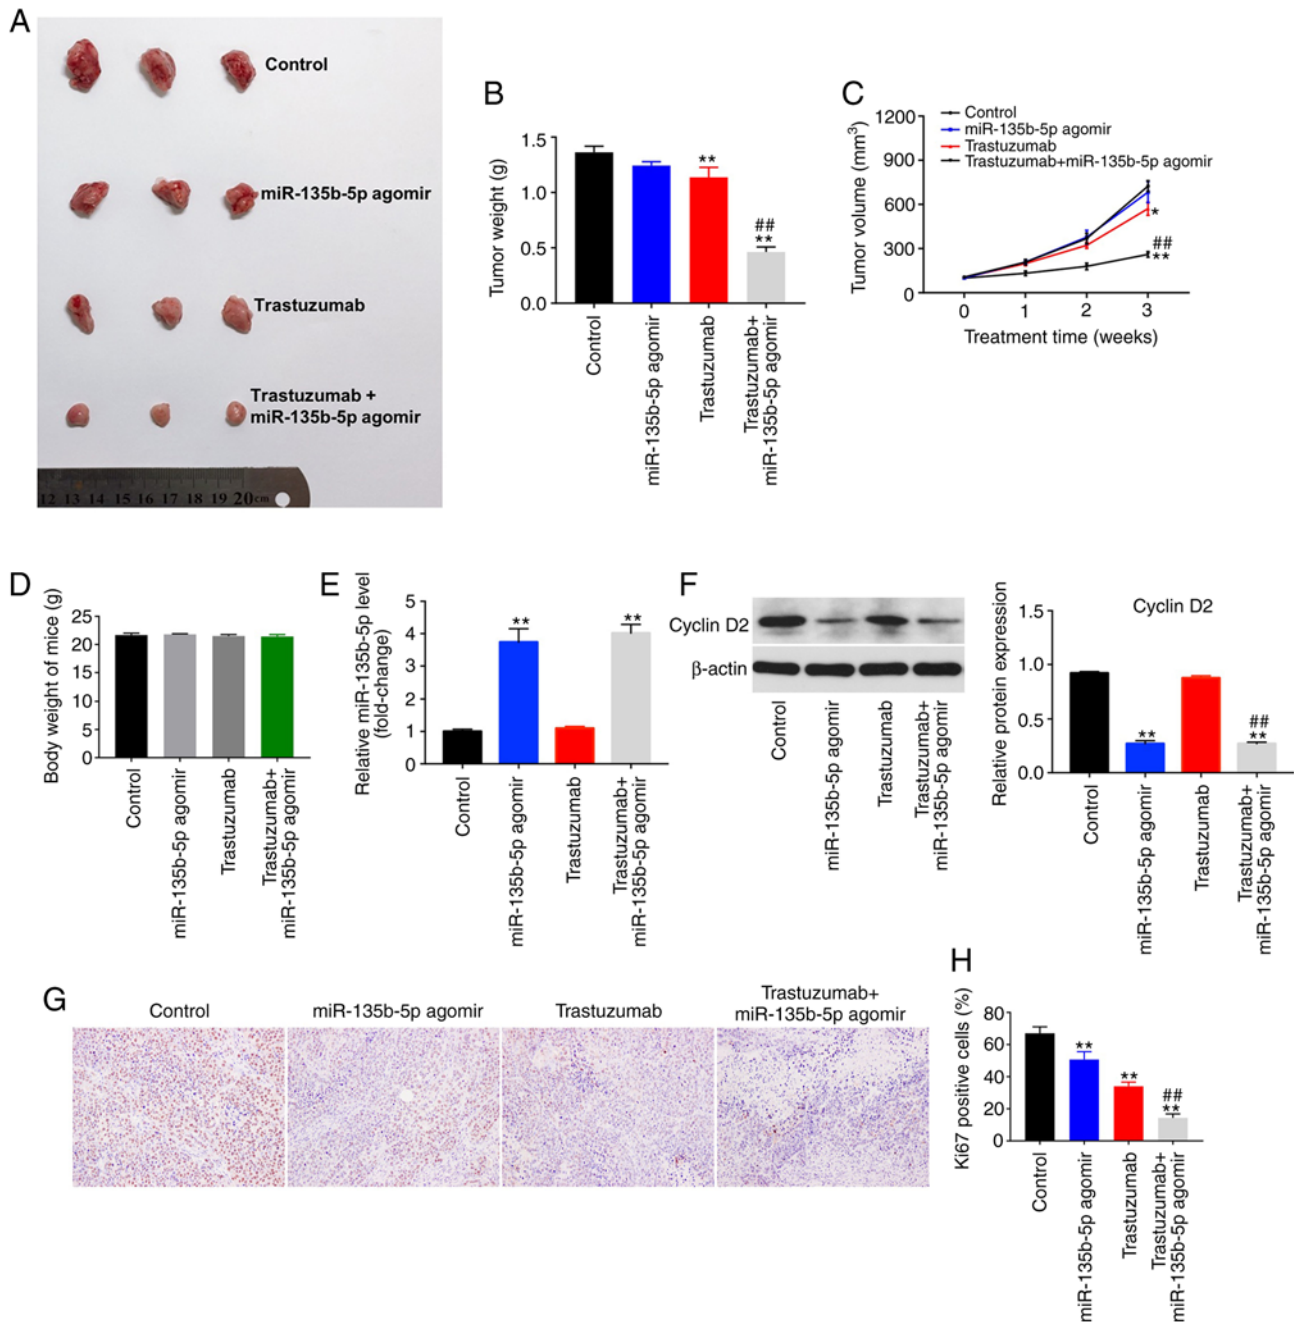 A
Control
miR-135b-5p agomir
Trastuzumab
Trastuzumab +
miR-135b-5p agomir
12 13 14 15 16 17 18 19 20cm
B
Tumor weight (g)
1.5
1.0
0.5
0.0
**
##
**
Control
miR-135b-5p agomir
Trastuzumab
Trastuzumab+
miR-135b-5p agomir
C
Tumor volume (mm³)
1200
900
600
300
0
Control
miR-135b-5p agomir
Trastuzumab
Trastuzumab+miR-135b-5p agomir
*
##
**
0 1 2 3
Treatment time (weeks)
D
Body weight of mice (g)
25
20
15
10
5
0
Control
miR-135b-5p agomir
Trastuzumab
Trastuzumab+
miR-135b-5p agomir
E
Relative miR-135b-5p level
(fold-change)
5
4
3
2
1
0
**
**
Control
miR-135b-5p agomir
Trastuzumab
Trastuzumab+
miR-135b-5p agomir
F
Cyclin D2
β-actin
Control
miR-135b-5p agomir
Trastuzumab
Trastuzumab+
miR-135b-5p agomir
Cyclin D2
Relative protein expression
1.5
1.0
0.5
0.0
**
##
**
Control
miR-135b-5p agomir
Trastuzumab
Trastuzumab+
miR-135b-5p agomir
G
Control
miR-135b-5p agomir
Trastuzumab
Trastuzumab+
miR-135b-5p agomir
H
Ki67 positive cells (%)
80
60
40
20
0
**
**
##
**
Control
miR-135b-5p agomir
Trastuzumab
Trastuzumab+
miR-135b-5p agomir